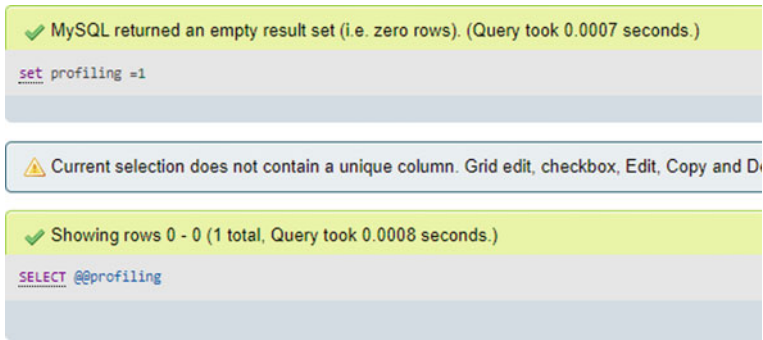 MySQL returned an empty result set (i.e. zero rows). (Query took 0.0007 seconds.)
set profiling =1
Current selection does not contain a unique column. Grid edit, checkbox, Edit, Copy and
Showing rows 0 - 0 (1 total, Query took 0.0008 seconds.)
SELECT @@profiling